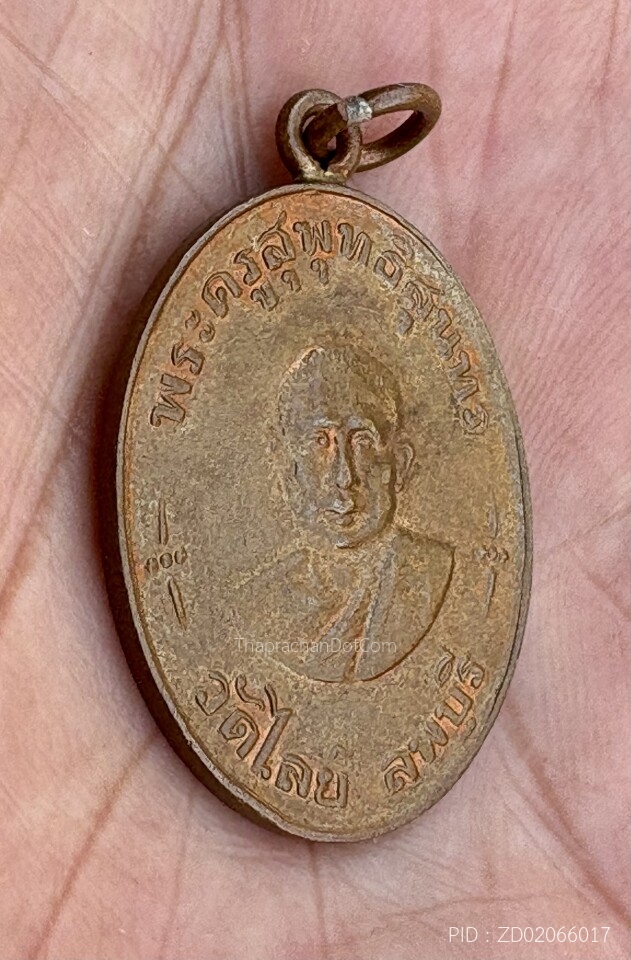 พระครูสุพุทธิสุนทร
วัดไลย ลพบุรี
ThaprachanDotCom
PID : ZD02066017